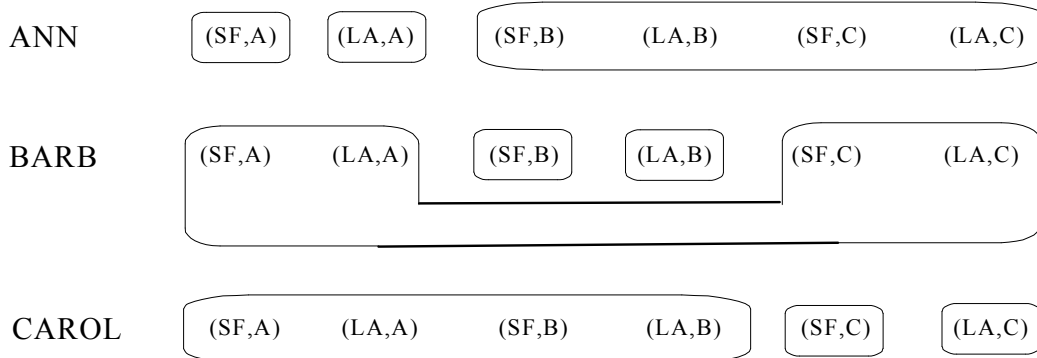 ANN (SF,A) (LA,A) (SF,B) (LA,B) (SF,C) (LA,C)
BARB (SF,A) (LA,A) (SF,B) (LA,B) (SF,C) (LA,C)
CAROL (SF,A) (LA,A) (SF,B) (LA,B) (SF,C) (LA,C)